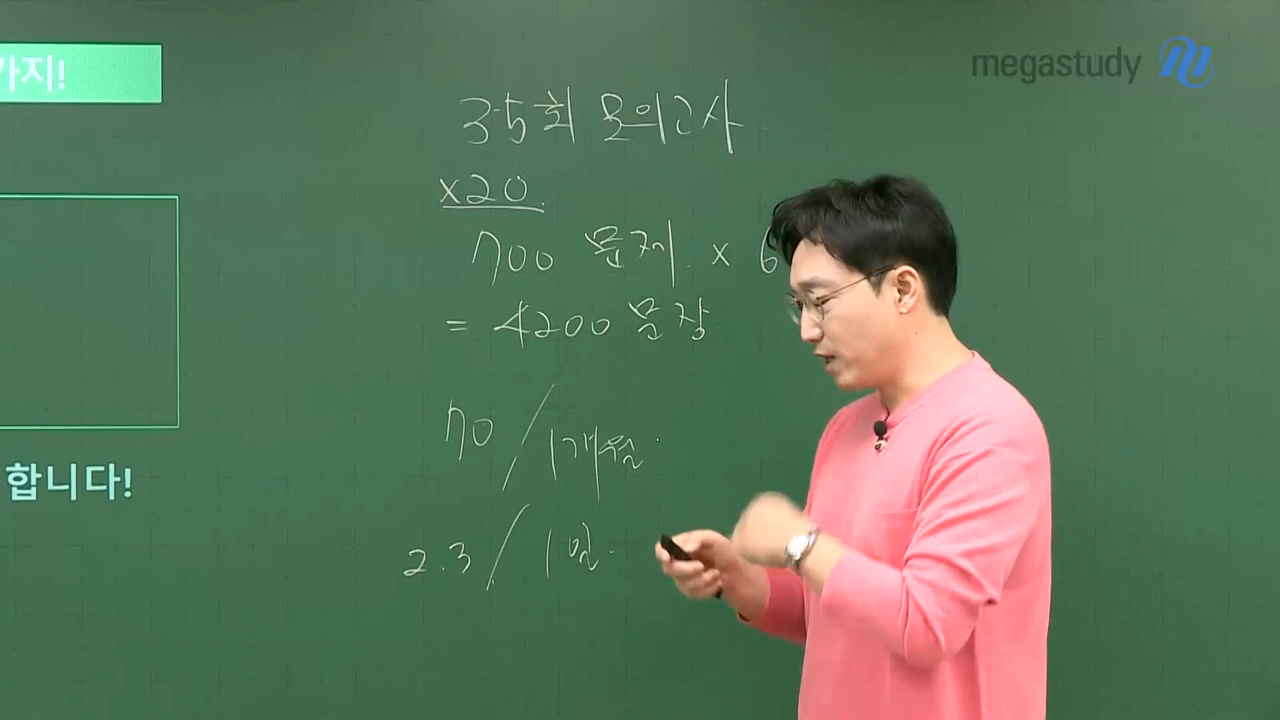 가지!
megastudy
35회 모의고사
x20
700 문제 x 6
= 4200 문장
합니다!
70 / 1개월
2.3 / 1일